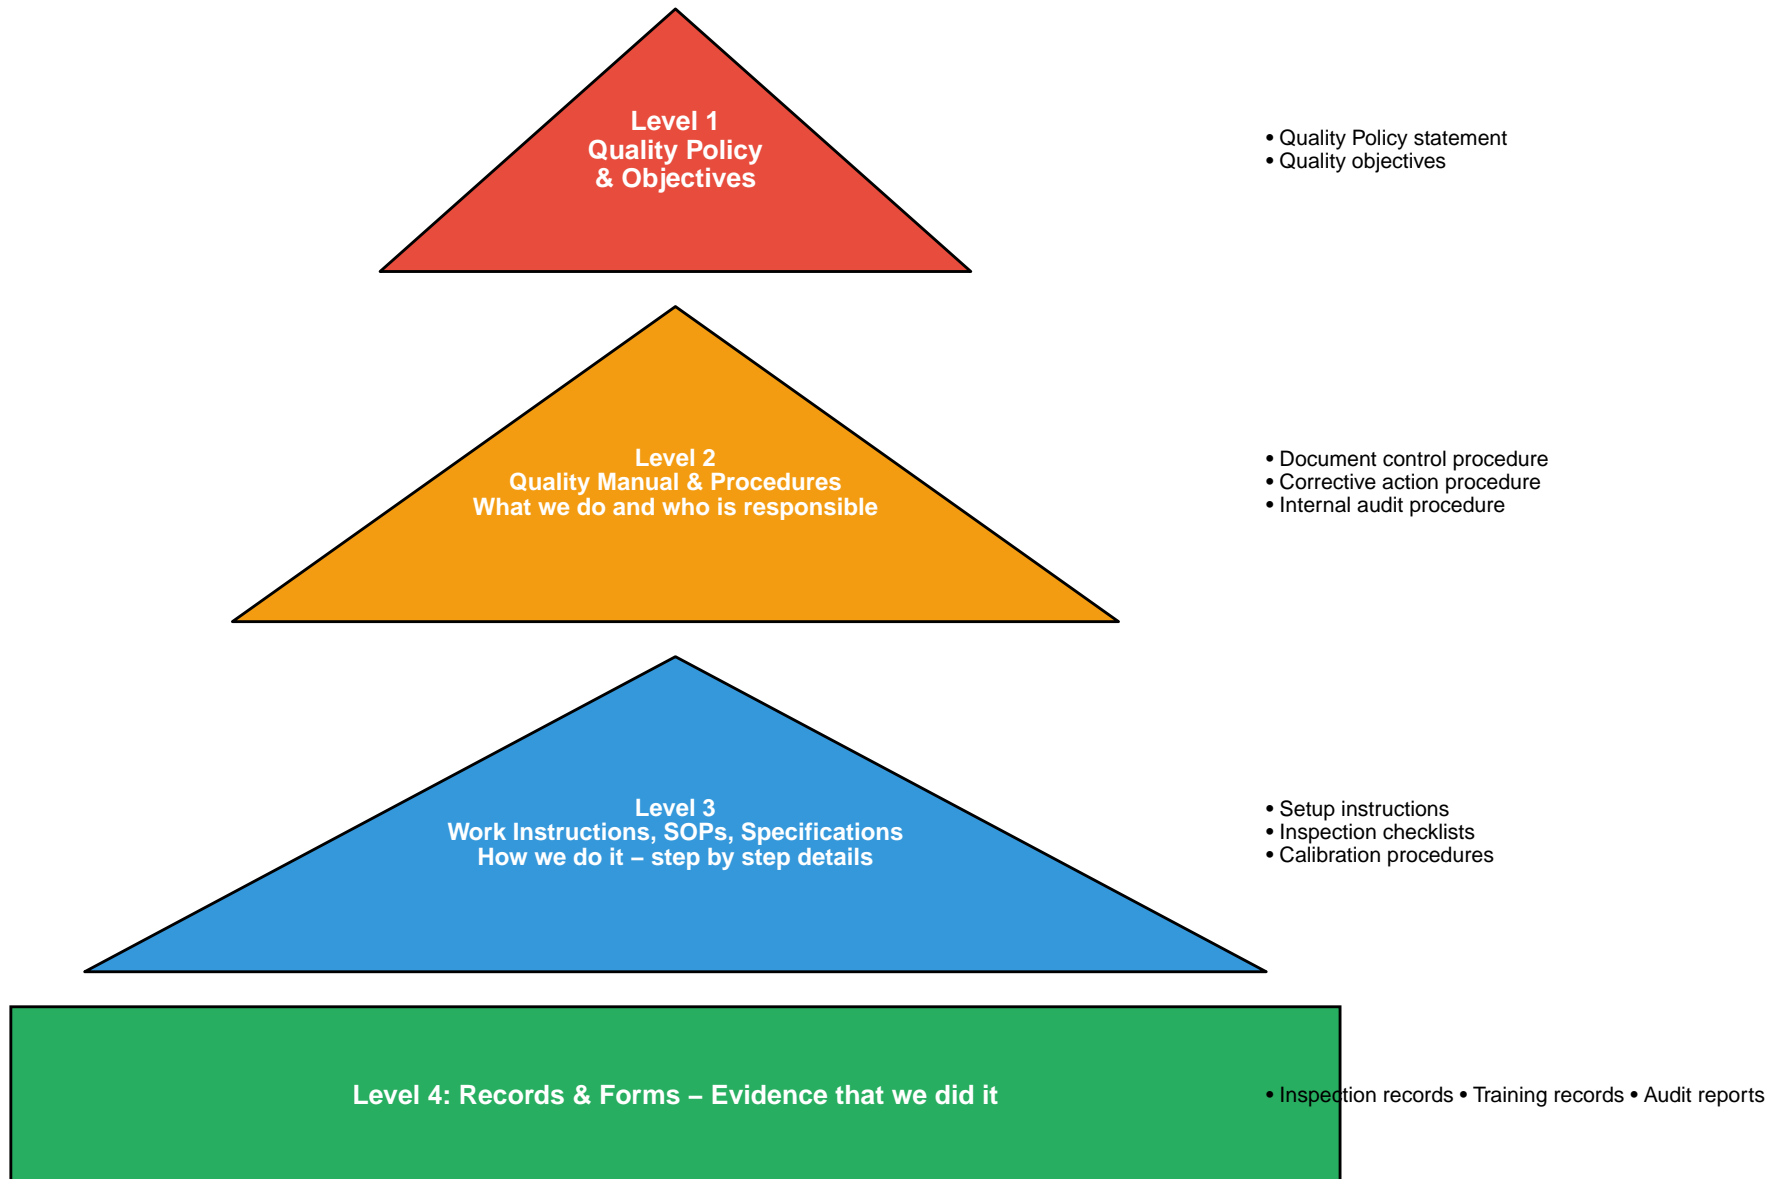 Level 1
Quality Policy
& Objectives
• Quality Policy statement
• Quality objectives
Level 2
Quality Manual & Procedures
What we do and who is responsible
• Document control procedure
• Corrective action procedure
• Internal audit procedure
Level 3
Work Instructions, SOPs, Specifications
How we do it – step by step details
• Setup instructions
• Inspection checklists
• Calibration procedures
Level 4: Records & Forms – Evidence that we did it
• Inspection records • Training records • Audit reports